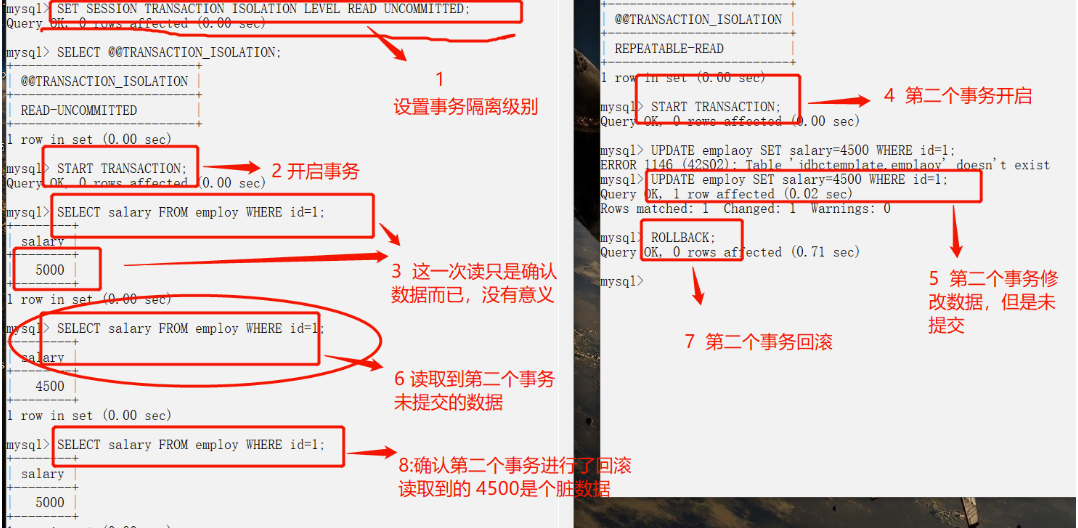 mysql> SET SESSION TRANSACTION ISOLATION LEVEL READ UNCOMMITTED;
Query OK, 0 rows affected (0.00 sec)
1
设置事务隔离级别
mysql> SELECT @@TRANSACTION_ISOLATION;
+-------------------------+
| @@TRANSACTION_ISOLATION |
+-------------------------+
| READ-UNCOMMITTED        |
+-------------------------+
1 row in set (0.00 sec)
mysql> START TRANSACTION;
Query OK, 0 rows affected (0.00 sec)
2 开启事务
mysql> SELECT salary FROM employ WHERE id=1;
+--------+
| salary |
+--------+
|   5000 |
+--------+
1 row in set (0.00 sec)
3 这一次读只是确认
数据而已，没有意义
mysql> SELECT salary FROM employ WHERE id=1;
+--------+
| salary |
+--------+
|   4500 |
+--------+
1 row in set (0.00 sec)
6 读取到第二个事务
未提交的数据
mysql> SELECT salary FROM employ WHERE id=1;
+--------+
| salary |
+--------+
|   5000 |
+--------+
8:确认第二个事务进行了回滚
读取到的 4500是个脏数据
+-------------------------+
| @@TRANSACTION_ISOLATION |
+-------------------------+
| REPEATABLE-READ         |
+-------------------------+
1 row in set (0.00 sec)
mysql> START TRANSACTION;
Query OK, 0 rows affected (0.00 sec)
4 第二个事务开启
mysql> UPDATE emplaoy SET salary=4500 WHERE id=1;
ERROR 1146 (42S02): Table 'jdbctemplate.emplaoy' doesn't exist
mysql> UPDATE employ SET salary=4500 WHERE id=1;
Query OK, 1 row affected (0.02 sec)
Rows matched: 1  Changed: 1  Warnings: 0
5 第二个事务修
改数据，但是未
提交
mysql> ROLLBACK;
Query OK, 0 rows affected (0.71 sec)
mysql>
7 第二个事务回滚